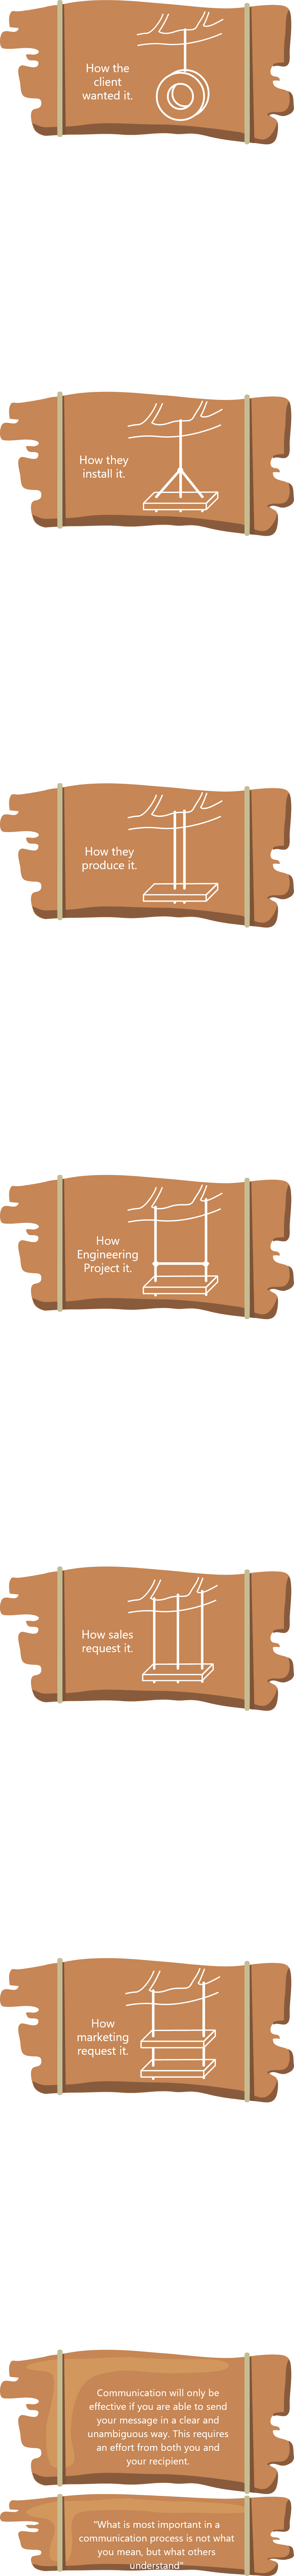 How the
client
wanted it.
How they
install it.
How they
produce it.
How
Engineering
Project it.
How sales
request it.
How
marketing
request it.
Communication will only be
effective if you are able to send
your message in a clear and
unambiguous way. This requires
an effort from both you and
your recipient.
"What is most important in a
communication process is not what
you mean, but what others
understand"